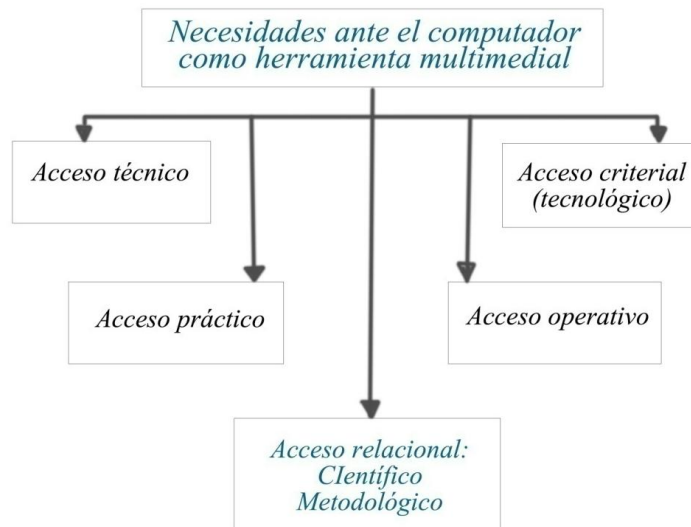 Necesidades ante el computador
como herramienta multimedial
Acceso técnico
Acceso criterial
(tecnológico)
Acceso práctico
Acceso operativo
Acceso relacional:
CIentífico
Metodológico